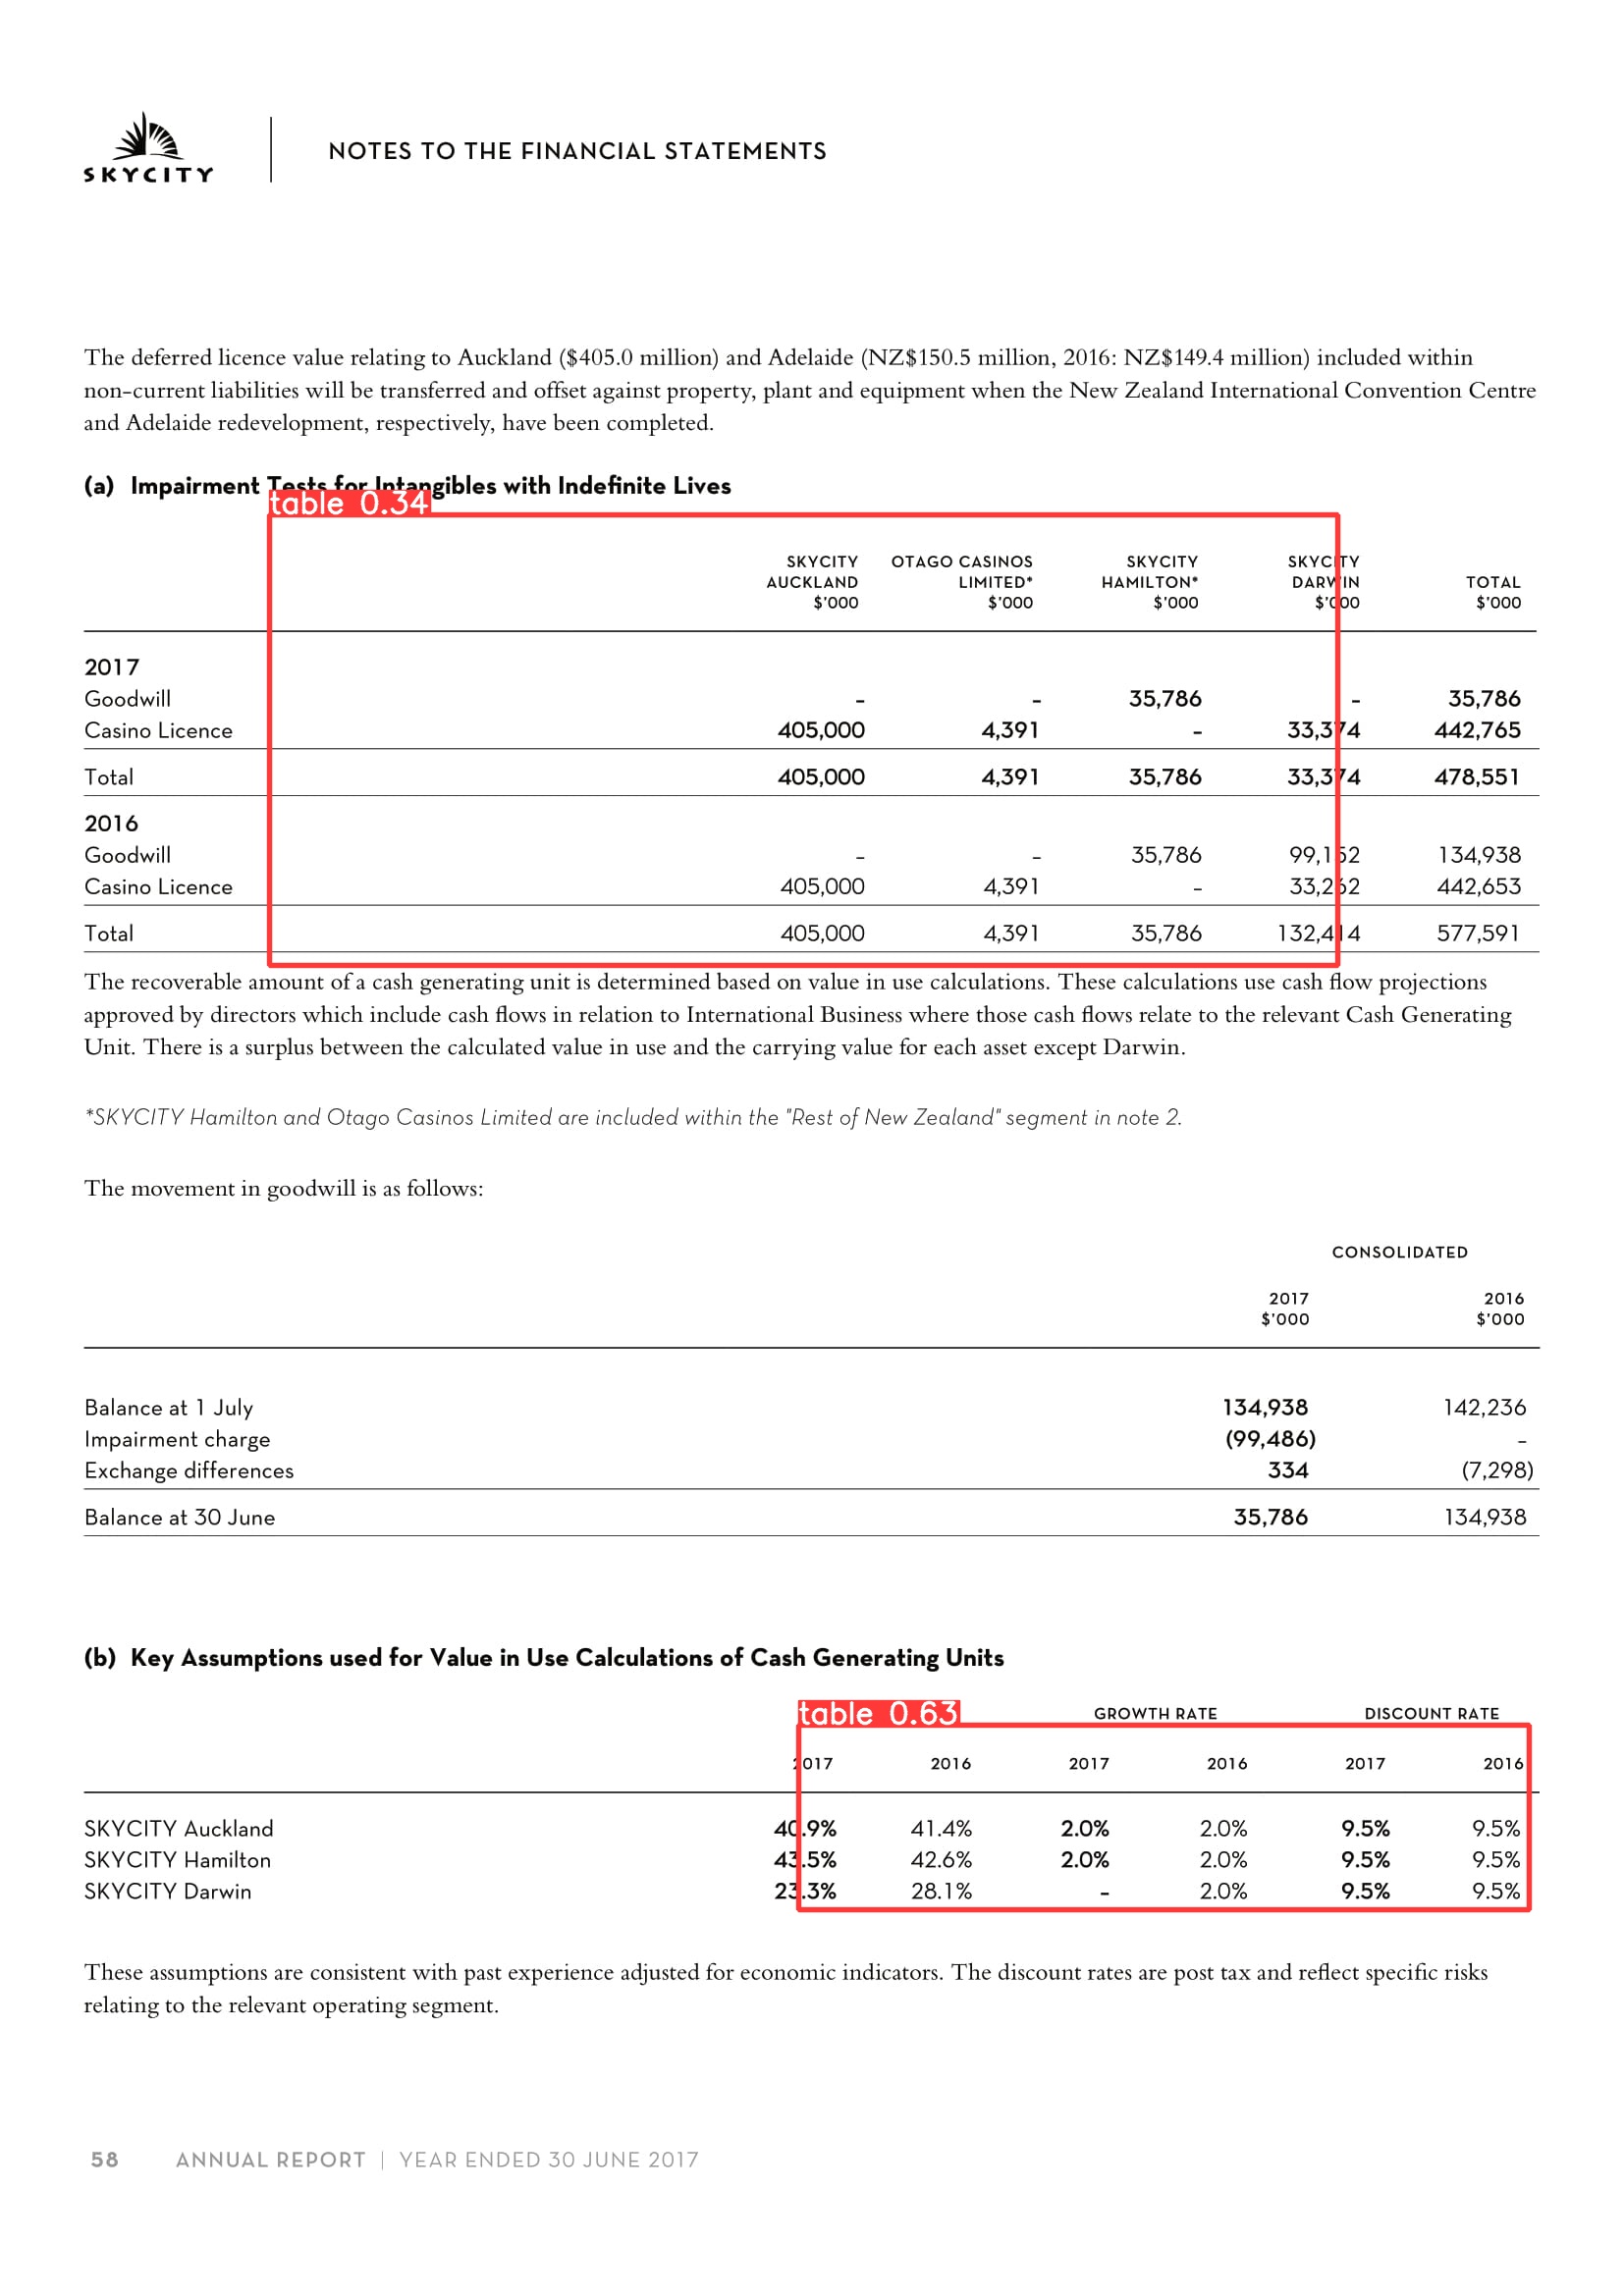 SKYCITY
NOTES TO THE FINANCIAL STATEMENTS
The deferred licence value relating to Auckland ($405.0 million) and Adelaide (NZ$150.5 million, 2016: NZ$149.4 million) included within
non-current liabilities will be transferred and offset against property, plant and equipment when the New Zealand International Convention Centre
and Adelaide redevelopment, respectively, have been completed.
(a) Impairment Tests for Intangibles with Indefinite Lives
table 0.34
SKYCITY OTAGO CASINOS SKYCITY SKYCITY
AUCKLAND LIMITED* HAMILTON* DARWIN TOTAL
$'000 $'000 $'000 $'000 $'000
2017
Goodwill – – 35,786 – 35,786
Casino Licence 405,000 4,391 – 33,374 442,765
Total 405,000 4,391 35,786 33,374 478,551
2016
Goodwill – – 35,786 99,152 134,938
Casino Licence 405,000 4,391 – 33,262 442,653
Total 405,000 4,391 35,786 132,414 577,591
The recoverable amount of a cash generating unit is determined based on value in use calculations. These calculations use cash flow projections
approved by directors which include cash flows in relation to International Business where those cash flows relate to the relevant Cash Generating
Unit. There is a surplus between the calculated value in use and the carrying value for each asset except Darwin.
*SKYCITY Hamilton and Otago Casinos Limited are included within the "Rest of New Zealand" segment in note 2.
The movement in goodwill is as follows:
CONSOLIDATED
2017 2016
$'000 $'000
Balance at 1 July 134,938 142,236
Impairment charge (99,486) –
Exchange differences 334 (7,298)
Balance at 30 June 35,786 134,938
(b) Key Assumptions used for Value in Use Calculations of Cash Generating Units
table 0.63 GROWTH RATE DISCOUNT RATE
2017 2016 2017 2016 2017 2016
SKYCITY Auckland 40.9% 41.4% 2.0% 2.0% 9.5% 9.5%
SKYCITY Hamilton 43.5% 42.6% 2.0% 2.0% 9.5% 9.5%
SKYCITY Darwin 23.3% 28.1% – 2.0% 9.5% 9.5%
These assumptions are consistent with past experience adjusted for economic indicators. The discount rates are post tax and reflect specific risks
relating to the relevant operating segment.
58 ANNUAL REPORT | YEAR ENDED 30 JUNE 2017